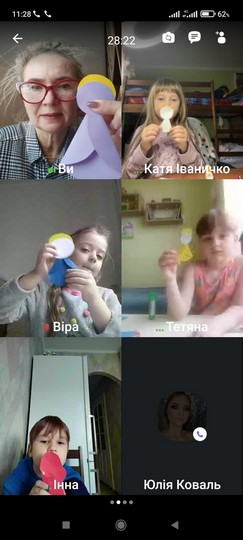 11:28
62%
28:22
Ви
Катя Іваничко
Віра
Тетяна
Інна
Юлія Коваль